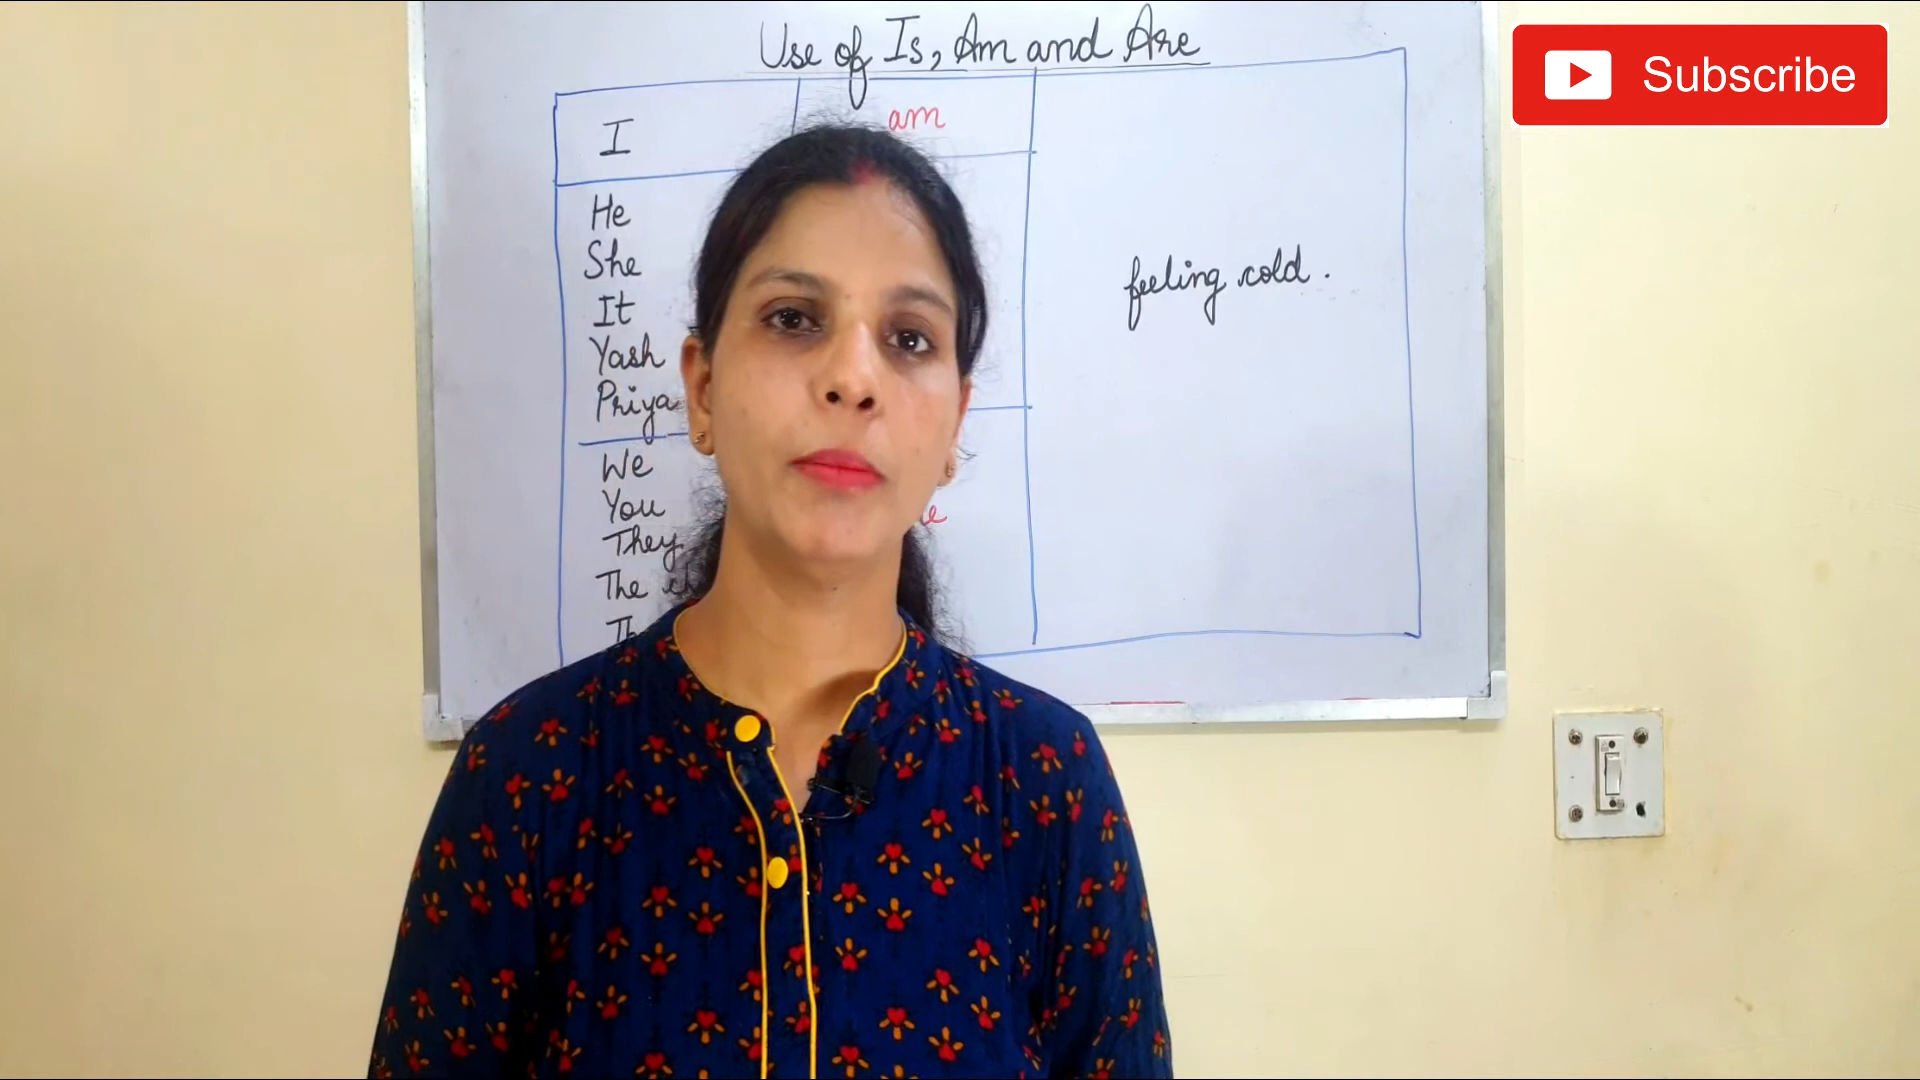 Use of Is, Am and Are
Subscribe
I am
He
She
It
Yash
Priya
feeling cold.
We
You
They
The